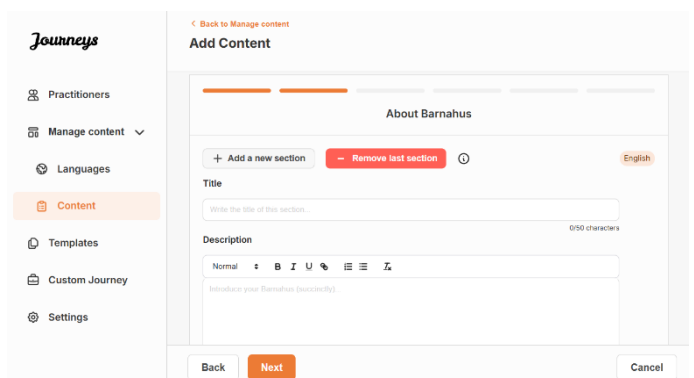 Journeys
Practitioners
Manage content
Languages
Content
Templates
Custom Journey
Settings
< Back to Manage content
Add Content
About Barnahus
+ Add a new section
− Remove last section
English
Title
Write the title of this section...
0/50 characters
Description
Normal B I U
Introduce your Barnahus (succinctly)
Back
Next
Cancel